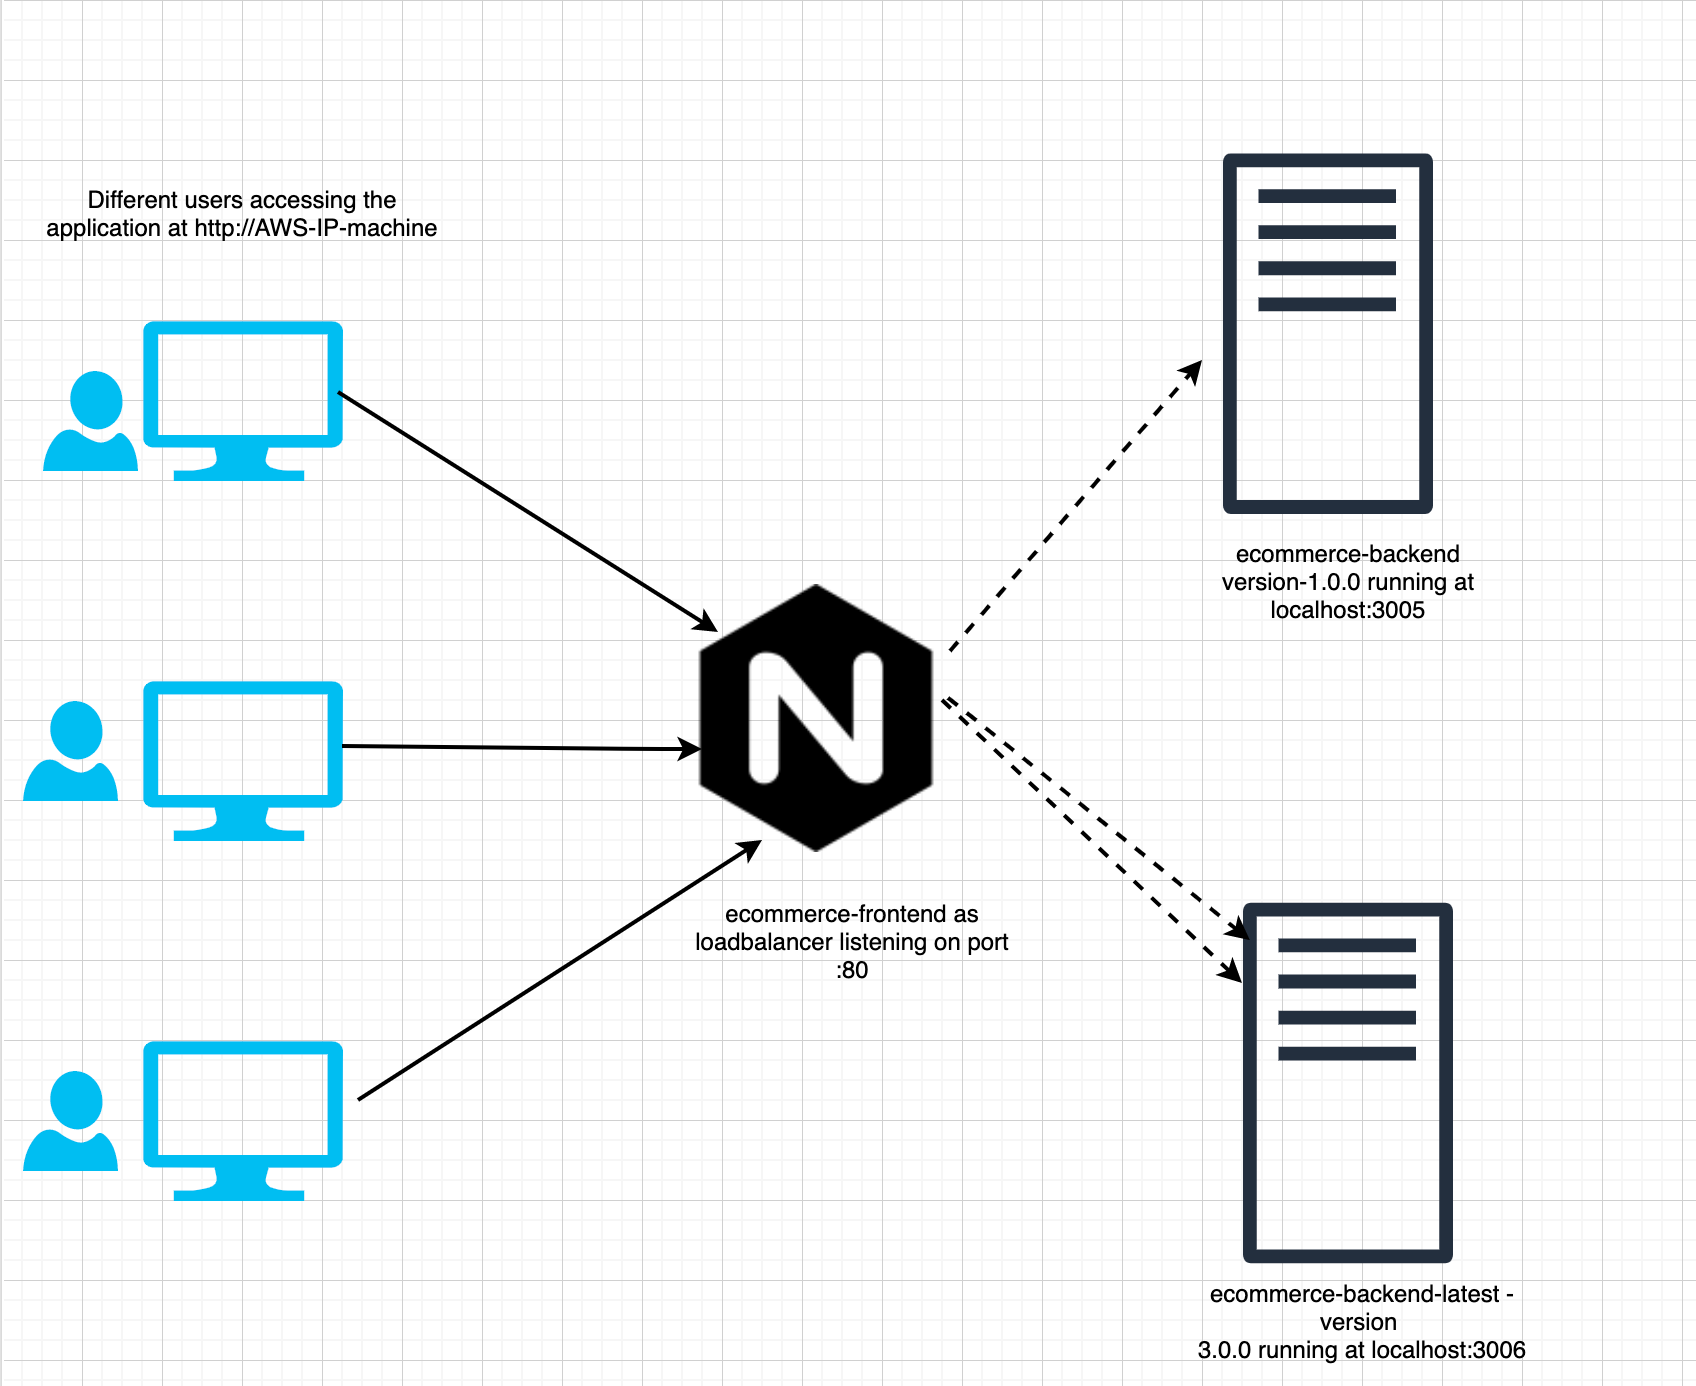 Different users accessing the
application at http://AWS-IP-machine
N
ecommerce-backend
version-1.0.0 running at
localhost:3005
ecommerce-frontend as
loadbalancer listening on port
:80
ecommerce-backend-latest -
version
3.0.0 running at localhost:3006